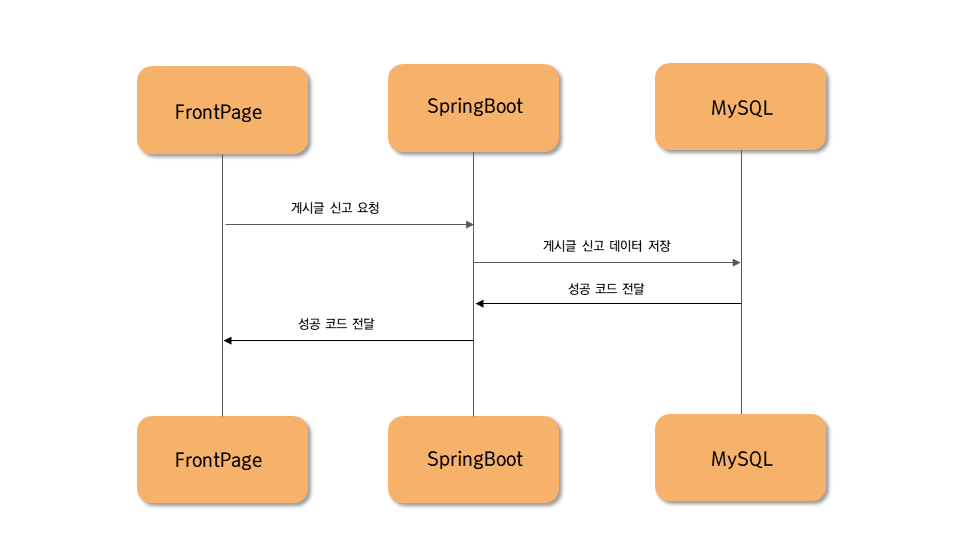 FrontPage
SpringBoot
MySQL
게시글 신고 요청
게시글 신고 데이터 저장
성공 코드 전달
성공 코드 전달
FrontPage
SpringBoot
MySQL